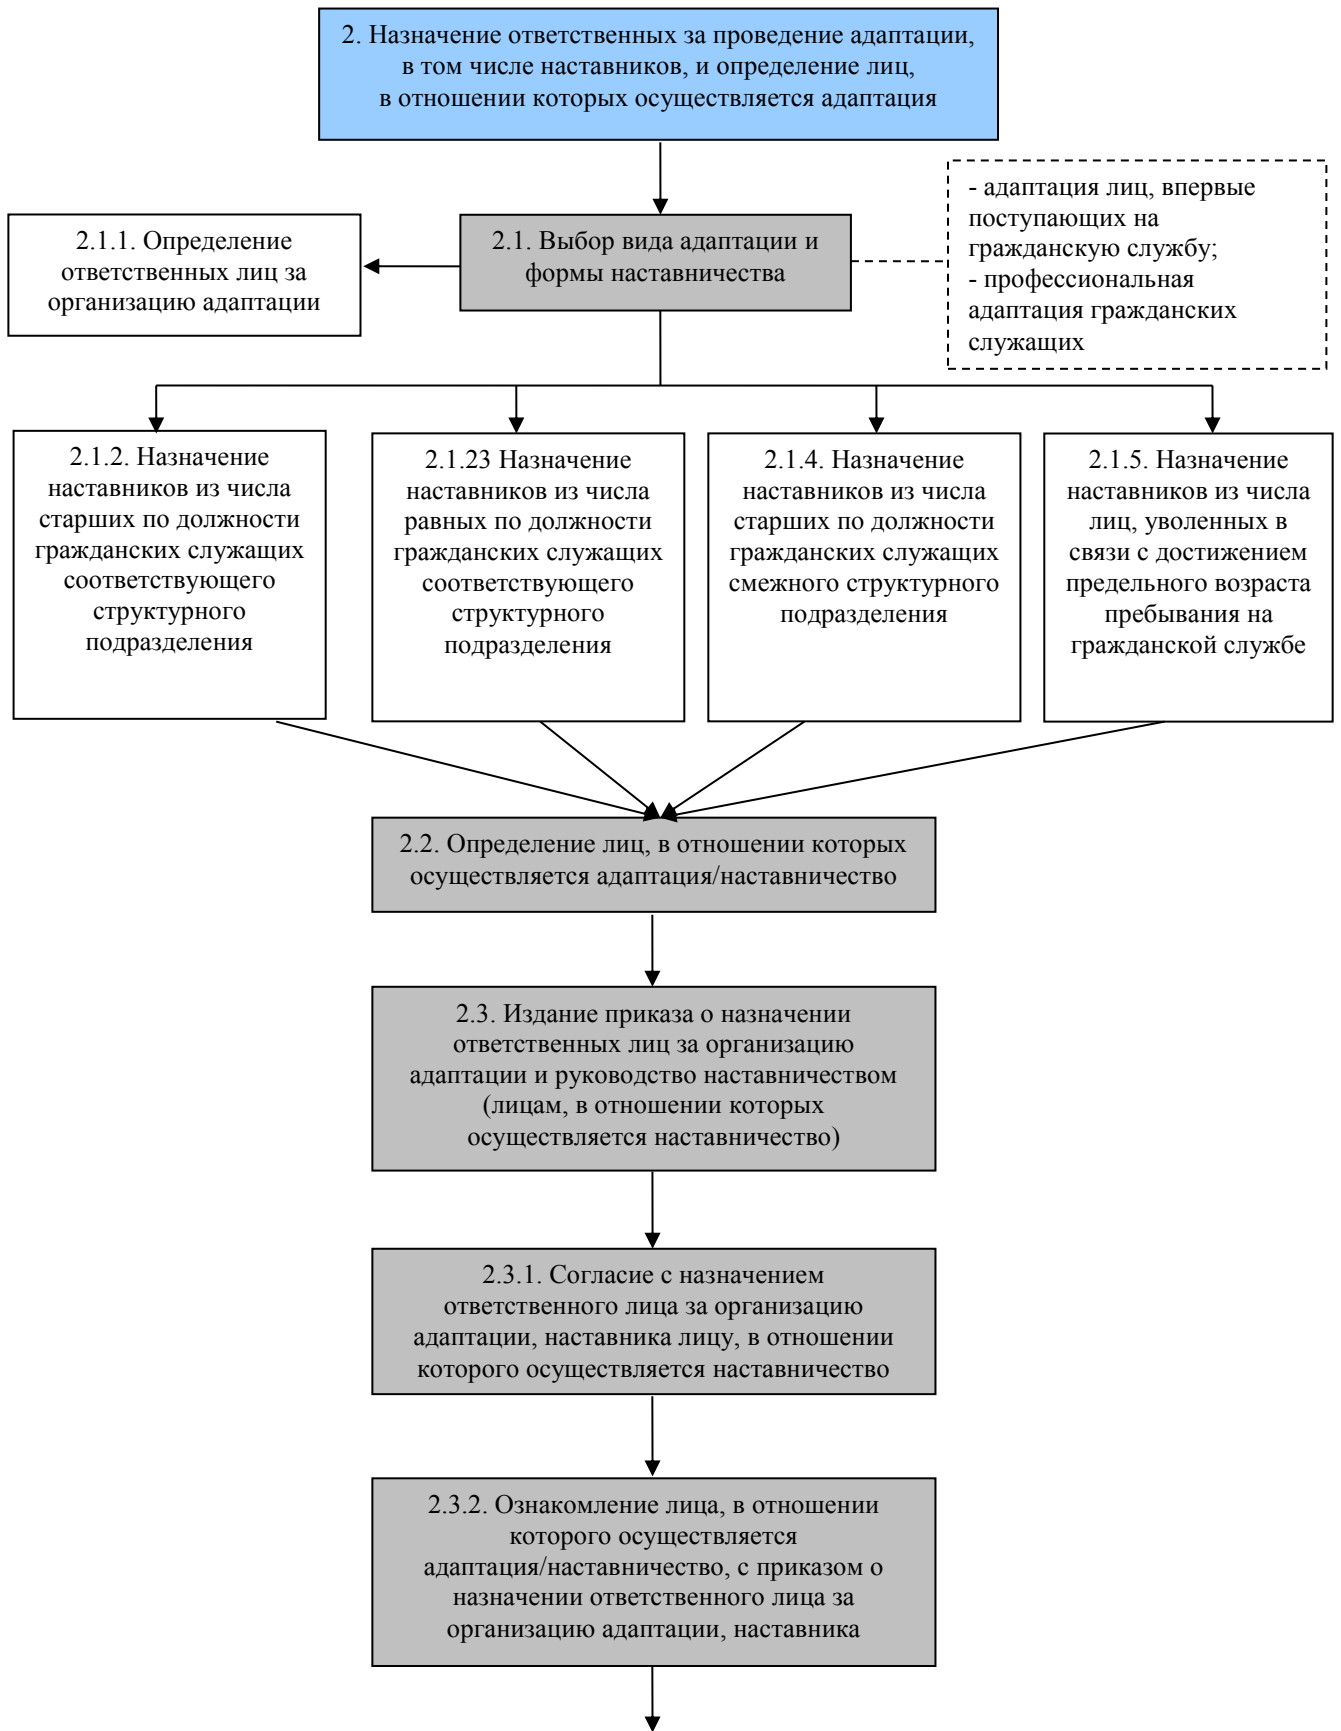 2. Назначение ответственных за проведение адаптации,
в том числе наставников, и определение лиц,
в отношении которых осуществляется адаптация
- адаптация лиц, впервые
поступающих на
гражданскую службу;
- профессиональная
адаптация гражданских
служащих
2.1.1. Определение
ответственных лиц за
организацию адаптации
2.1. Выбор вида адаптации и
формы наставничества
2.1.2. Назначение
наставников из числа
старших по должности
гражданских служащих
соответствующего
структурного
подразделения
2.1.23 Назначение
наставников из числа
равных по должности
гражданских служащих
соответствующего
структурного
подразделения
2.1.4. Назначение
наставников из числа
старших по должности
гражданских служащих
смежного структурного
подразделения
2.1.5. Назначение
наставников из числа
лиц, уволенных в
связи с достижением
предельного возраста
пребывания на
гражданской службе
2.2. Определение лиц, в отношении которых
осуществляется адаптация/наставничество
2.3. Издание приказа о назначении
ответственных лиц за организацию
адаптации и руководство наставничеством
(лицам, в отношении которых
осуществляется наставничество)
2.3.1. Согласие с назначением
ответственного лица за организацию
адаптации, наставника лицу, в отношении
которого осуществляется наставничество
2.3.2. Ознакомление лица, в отношении
которого осуществляется
адаптация/наставничество, с приказом о
назначении ответственного лица за
организацию адаптации, наставника